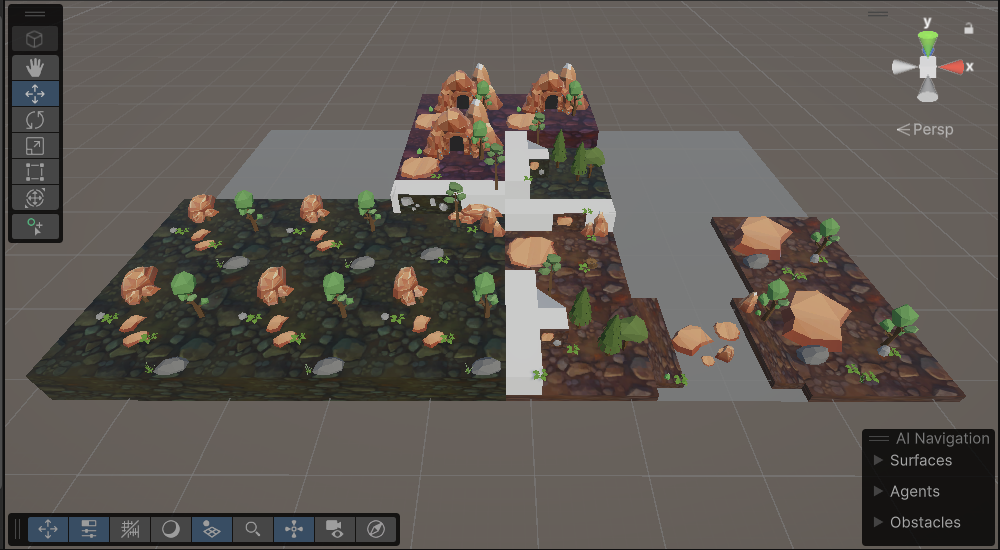 y
x
Persp
AI Navigation
Surfaces
Agents
Obstacles